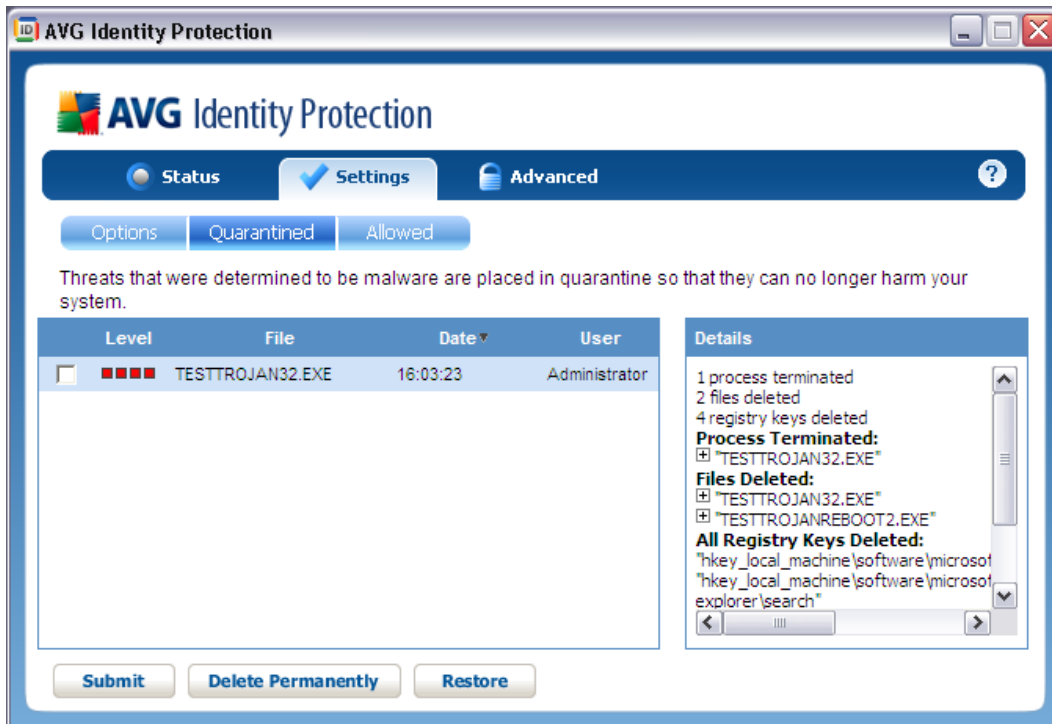 AVG Identity Protection
AVG Identity Protection
Status Settings Advanced ?
Options Quarantined Allowed
Threats that were determined to be malware are placed in quarantine so that they can no longer harm your
system.
Level File Date User
TESTTROJAN32.EXE 16:03:23 Administrator
Details
1 process terminated
2 files deleted
4 registry keys deleted
Process Terminated:
"TESTTROJAN32.EXE"
Files Deleted:
"TESTTROJAN32.EXE"
"TESTTROJANREBOOT2.EXE"
All Registry Keys Deleted:
"hkey_local_machine\software\microsof
"hkey_local_machine\software\microsof
explorer\search"
Submit Delete Permanently Restore